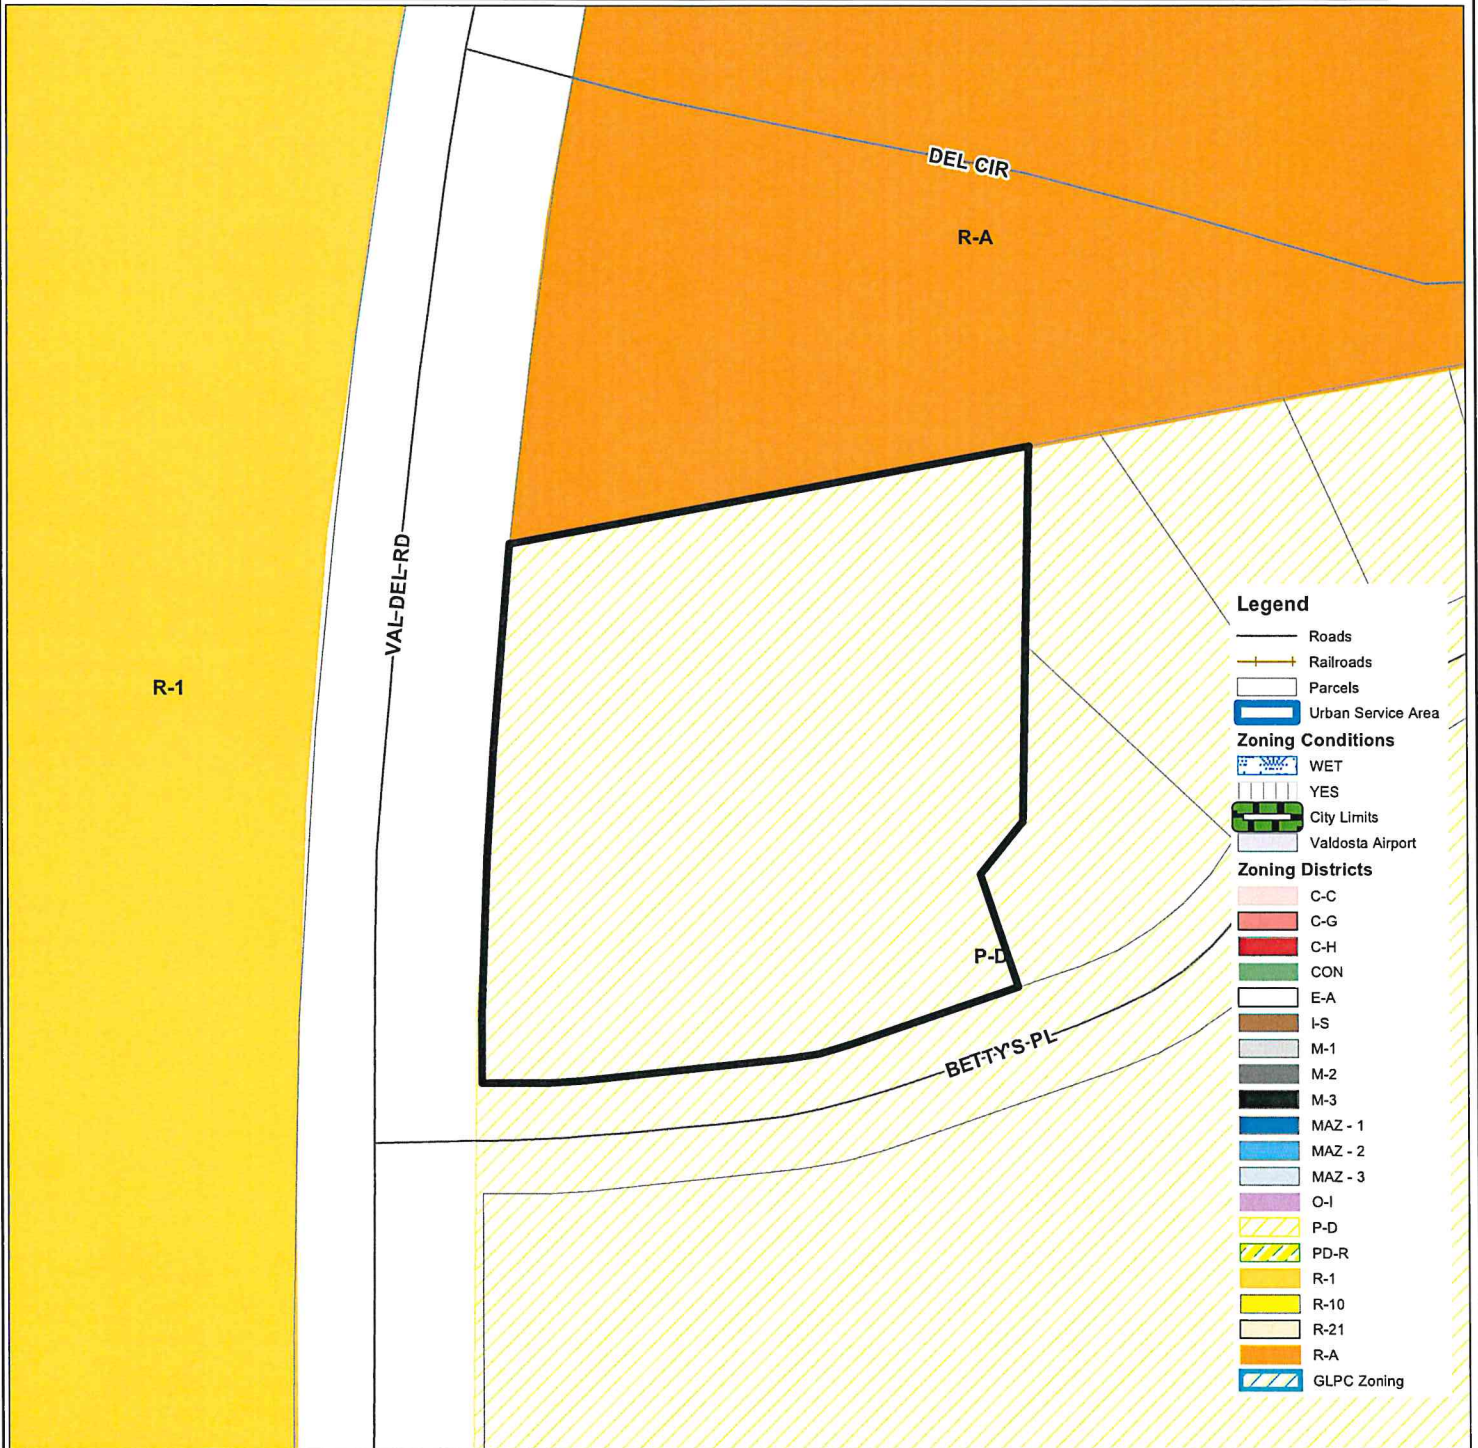 DEL CIR
R-A
VAL-DEL-RD
R-1
P-D
BETTY'S-PL
Legend
Roads
Railroads
Parcels
Urban Service Area
Zoning Conditions
WET
YES
City Limits
Valdosta Airport
Zoning Districts
C-C
C-G
C-H
CON
E-A
I-S
M-1
M-2
M-3
MAZ - 1
MAZ - 2
MAZ - 3
O-I
P-D
PD-R
R-1
R-10
R-21
R-A
GLPC Zoning